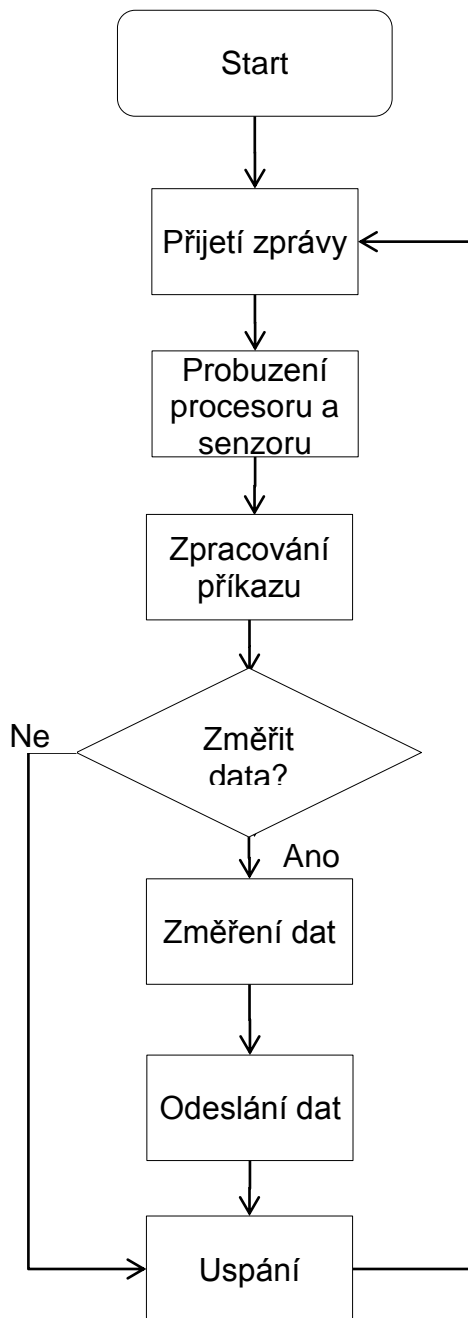 Start
Přijetí zprávy
Probuzení
procesoru a
senzoru
Zpracování
příkazu
Ne
Změřit
data?
Ano
Změření dat
Odeslání dat
Uspání